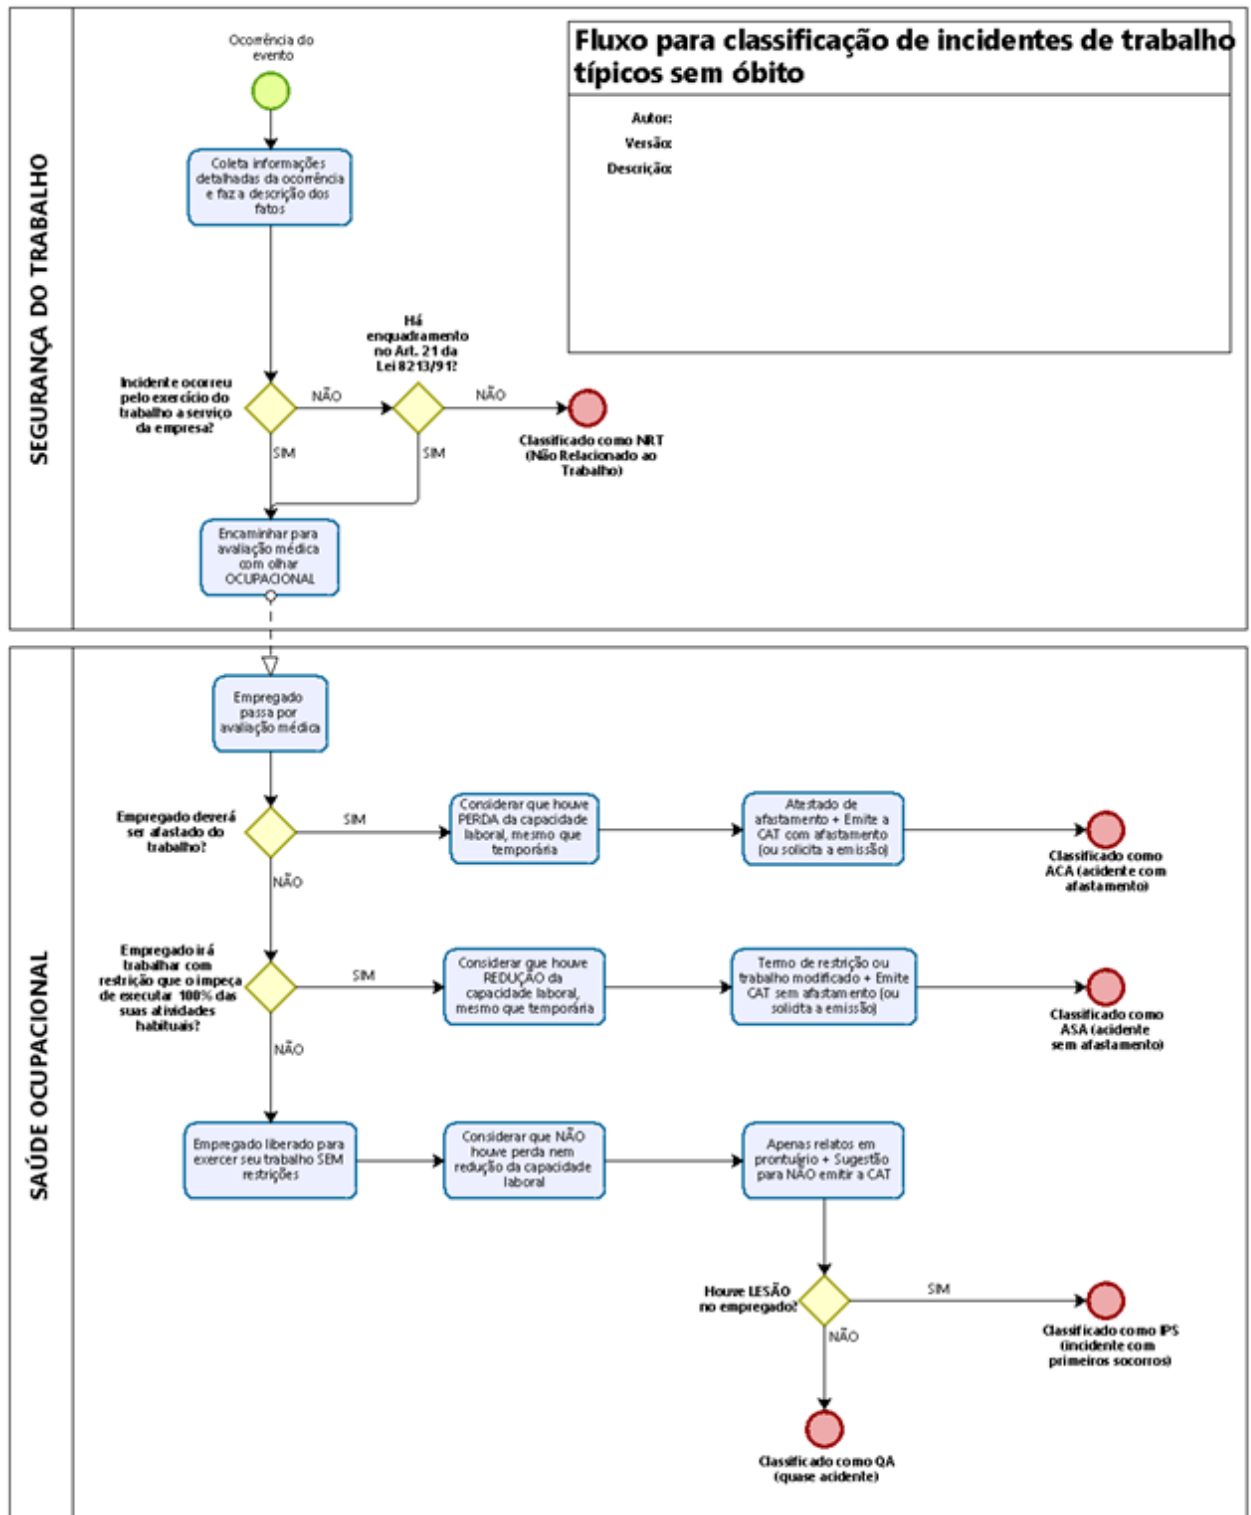 Fluxo para classificação de incidentes de trabalho
típicos sem óbito
Autor:
Versão:
Descrição:
SEGURANÇA DO TRABALHO
Ocorrência do
evento
Coleta informações
detalhadas da ocorrência
e faz a descrição dos
fatos
Incidente ocorreu
pelo exercício do
trabalho a serviço
da empresa?
NÃO
SIM
Há
enquadramento
no Art. 21 da
Lei 8213/91?
NÃO
SIM
Classificado como NRT
(Não Relacionado ao
Trabalho)
Encaminhar para
avaliação médica
com olhar
OCUPACIONAL
SAÚDE OCUPACIONAL
Empregado
passa por
avaliação médica
Empregado deverá
ser afastado do
trabalho?
SIM
NÃO
Considerar que houve
PERDA da capacidade
laboral, mesmo que
temporária
Atestado de
afastamento + Emite a
CAT com afastamento
(ou solicita a emissão)
Classificado como
ACA (acidente com
afastamento)
Empregado irá
trabalhar com
restrição que o impeça
de executar 100% das
suas atividades
habituais?
SIM
NÃO
Considerar que houve
REDUÇÃO da
capacidade laboral,
mesmo que temporária
Termo de restrição ou
trabalho modificado + Emite
CAT sem afastamento (ou
solicita a emissão)
Classificado como
ASA (acidente
sem afastamento)
Empregado liberado para
exercer seu trabalho SEM
restrições
Considerar que NÃO
houve perda nem
redução da capacidade
laboral
Apenas relatos em
prontuário + Sugestão
para NÃO emitir a CAT
Houve LESÃO
no empregado?
SIM
NÃO
Classificado como IPS
(incidente com
primeiros socorros)
Classificado como QA
(quase acidente)